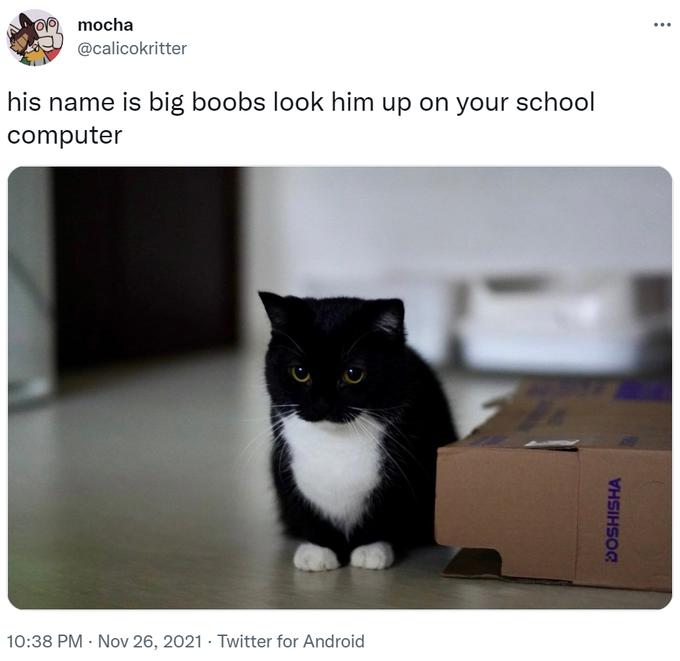 mocha
@calicokritter
his name is big boobs look him up on your school
computer
DOSHISHA
10:38 PM · Nov 26, 2021 · Twitter for Android